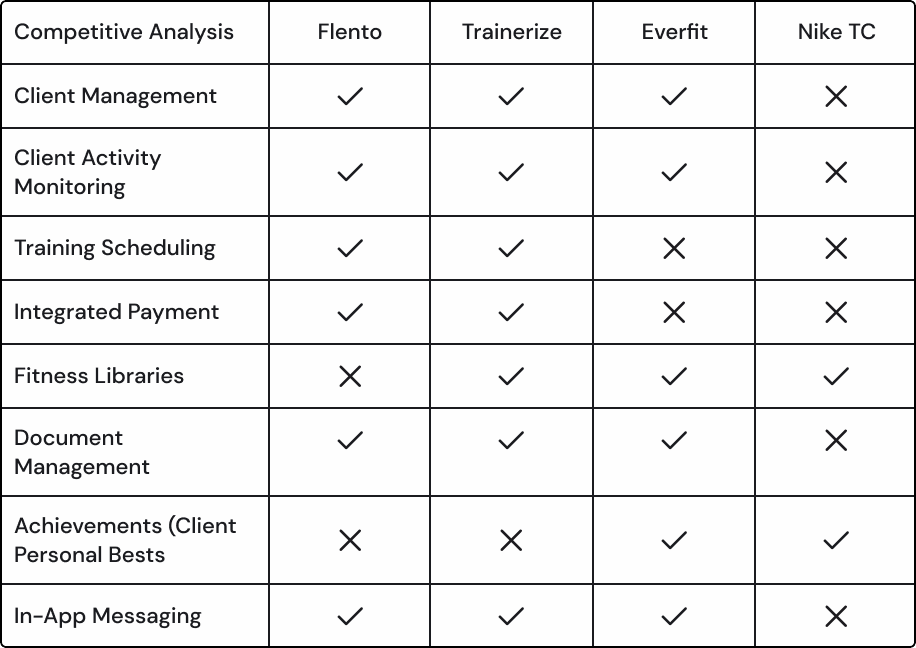 Competitive Analysis Flento Trainerize Everfit Nike TC
Client Management ✓ ✓ ✓ ✕
Client Activity
Monitoring ✓ ✓ ✓ ✕
Training Scheduling ✓ ✓ ✕ ✕
Integrated Payment ✓ ✓ ✕ ✕
Fitness Libraries ✕ ✓ ✓ ✓
Document
Management ✓ ✓ ✓ ✕
Achievements (Client
Personal Bests ✕ ✕ ✓ ✓
In-App Messaging ✓ ✓ ✓ ✕